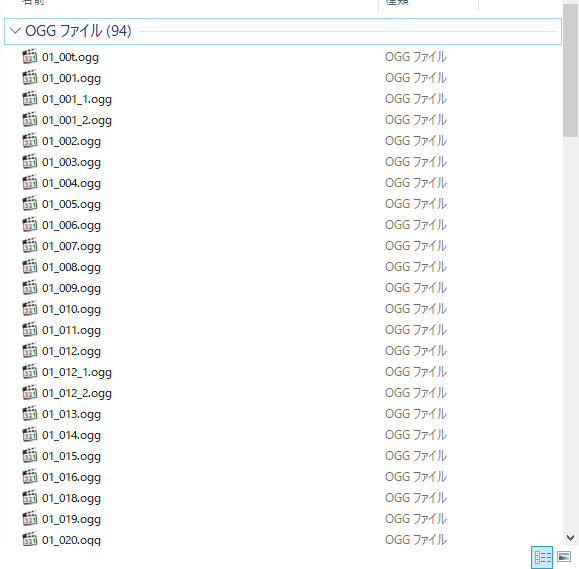 名前 種類
OGG ファイル (94)
01_00t.ogg OGG ファイル
01_001.ogg OGG ファイル
01_001_1.ogg OGG ファイル
01_001_2.ogg OGG ファイル
01_002.ogg OGG ファイル
01_003.ogg OGG ファイル
01_004.ogg OGG ファイル
01_005.ogg OGG ファイル
01_006.ogg OGG ファイル
01_007.ogg OGG ファイル
01_008.ogg OGG ファイル
01_009.ogg OGG ファイル
01_010.ogg OGG ファイル
01_011.ogg OGG ファイル
01_012.ogg OGG ファイル
01_012_1.ogg OGG ファイル
01_012_2.ogg OGG ファイル
01_013.ogg OGG ファイル
01_014.ogg OGG ファイル
01_015.ogg OGG ファイル
01_016.ogg OGG ファイル
01_018.ogg OGG ファイル
01_019.ogg OGG ファイル
01_020.ogg OGG ファイル